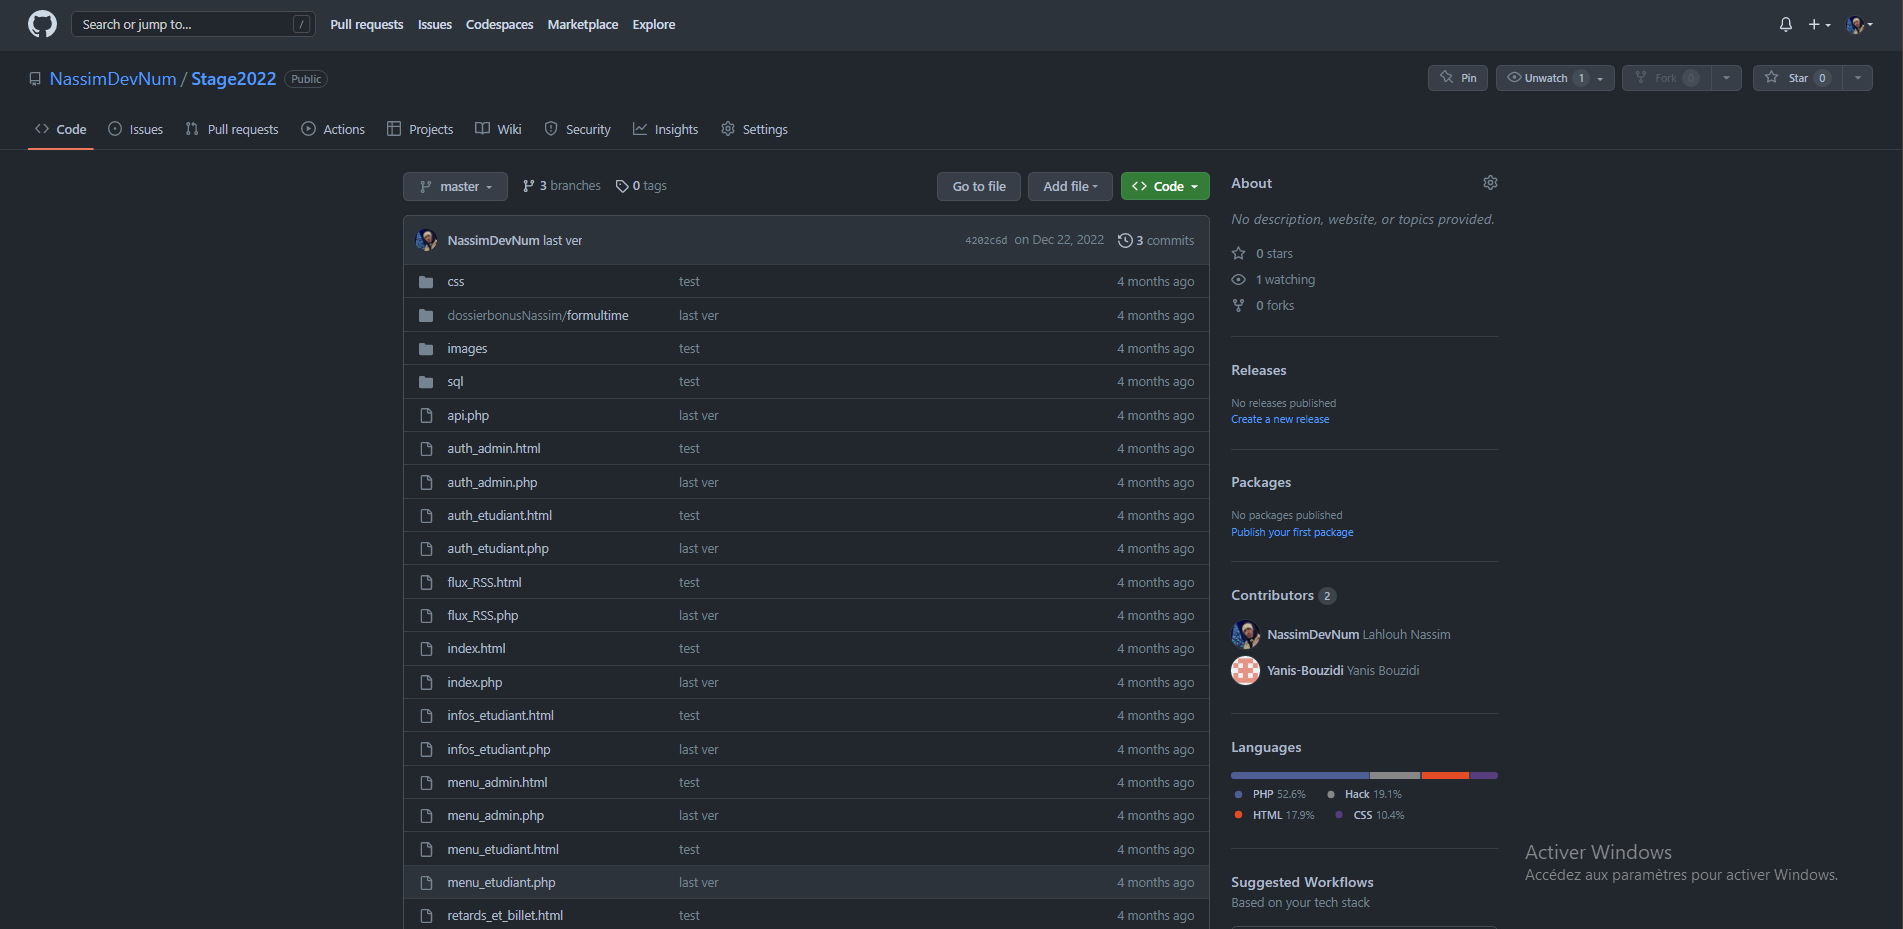 Search or jump to... /
Pull requests Issues Codespaces Marketplace Explore
NassimDevNum / Stage2022 Public
Pin Unwatch 1 Fork 0 Star 0
Code Issues Pull requests Actions Projects Wiki Security Insights Settings
master 3 branches 0 tags Go to file Add file Code
NassimDevNum last ver 4202c6d on Dec 22, 2022 3 commits
css test 4 months ago
dossierbonusNassim/formultime last ver 4 months ago
images test 4 months ago
sql test 4 months ago
api.php last ver 4 months ago
auth_admin.html test 4 months ago
auth_admin.php last ver 4 months ago
auth_etudiant.html test 4 months ago
auth_etudiant.php last ver 4 months ago
flux_RSS.html test 4 months ago
flux_RSS.php last ver 4 months ago
index.html test 4 months ago
index.php last ver 4 months ago
infos_etudiant.html test 4 months ago
infos_etudiant.php last ver 4 months ago
menu_admin.html test 4 months ago
menu_admin.php last ver 4 months ago
menu_etudiant.html test 4 months ago
menu_etudiant.php last ver 4 months ago
retards_et_billet.html test 4 months ago
About
No description, website, or topics provided.
0 stars
1 watching
0 forks
Releases
No releases published
Create a new release
Packages
No packages published
Publish your first package
Contributors 2
NassimDevNum Lahlouh Nassim
Yanis-Bouzidi Yanis Bouzidi
Languages
PHP 52.6% Hack 19.1%
HTML 17.9% CSS 10.4%
Suggested Workflows
Based on your tech stack
Activer Windows
Accédez aux paramètres pour activer Windows.